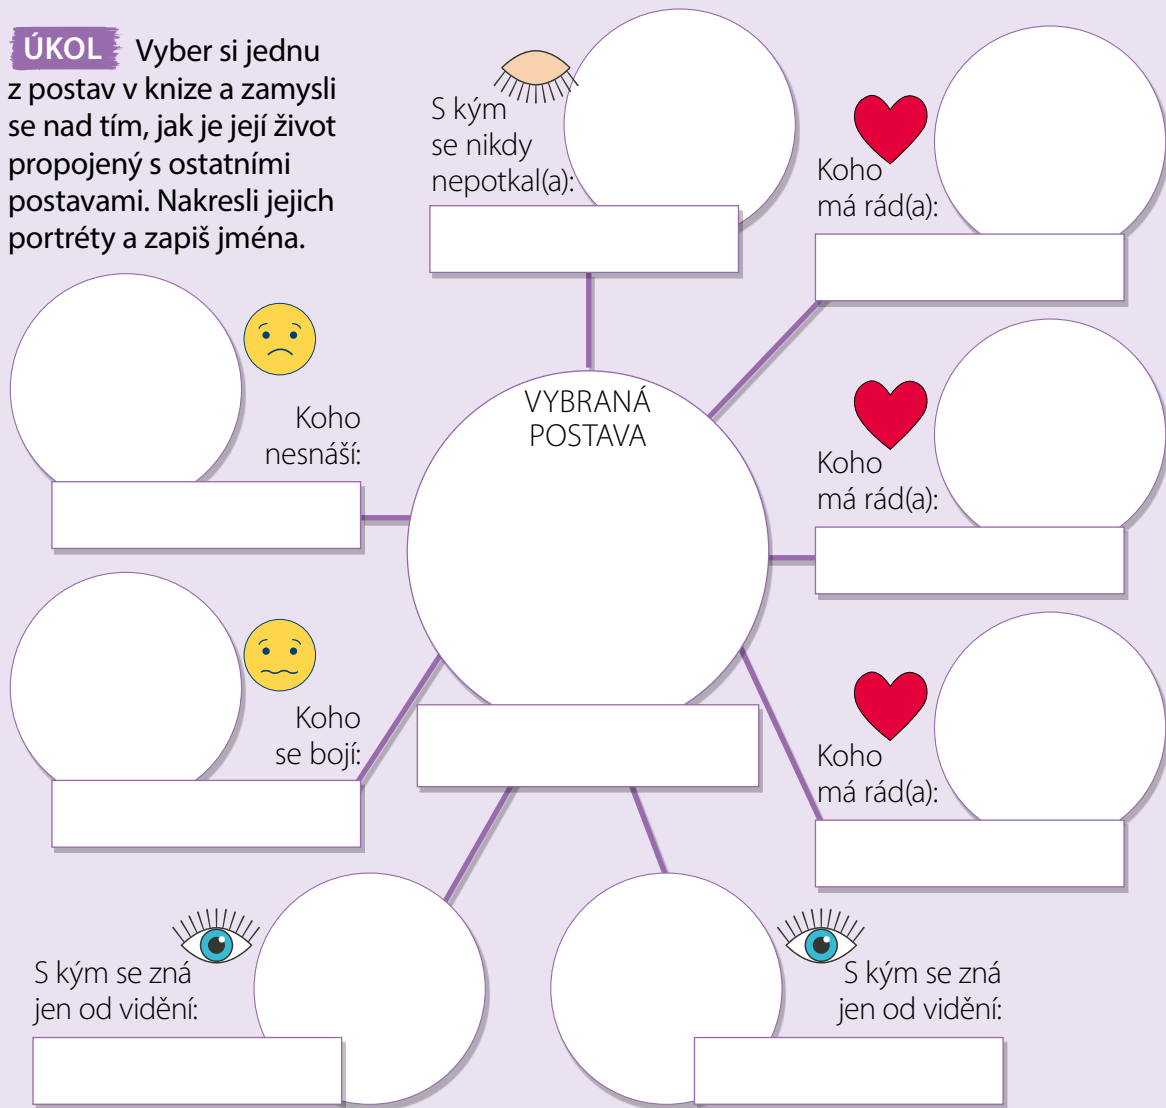 ÚKOL Vyber si jednu
z postav v knize a zamysli
se nad tím, jak je její život
propojený s ostatními
postavami. Nakresli jejich
portréty a zapiš jména.
S kým
se nikdy
nepotkal(a):
Koho
má rád(a):
Koho
nesnáší:
VYBRANÁ
POSTAVA
Koho
má rád(a):
Koho
se bojí:
Koho
má rád(a):
S kým se zná
jen od vidění:
S kým se zná
jen od vidění: